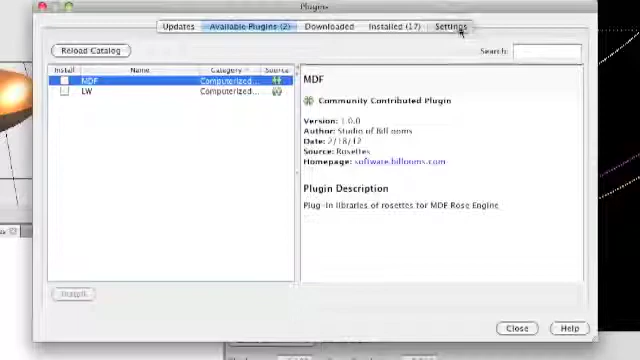 Plugins
Updates Available Plugins (2) Downloaded Installed (17) Settings
Reload Catalog Search:
Install Name Category Source
MDF Computerized...
LW Computerized...
MDF
Community Contributed Plugin
Version: 1.0.0
Author: Studio of Bill Ooms
Date: 2/18/12
Source: Rosettes
Homepage: software.billooms.com
Plugin Description
Plug-in libraries of rosettes for MDF Rose Engine
Install
Close Help